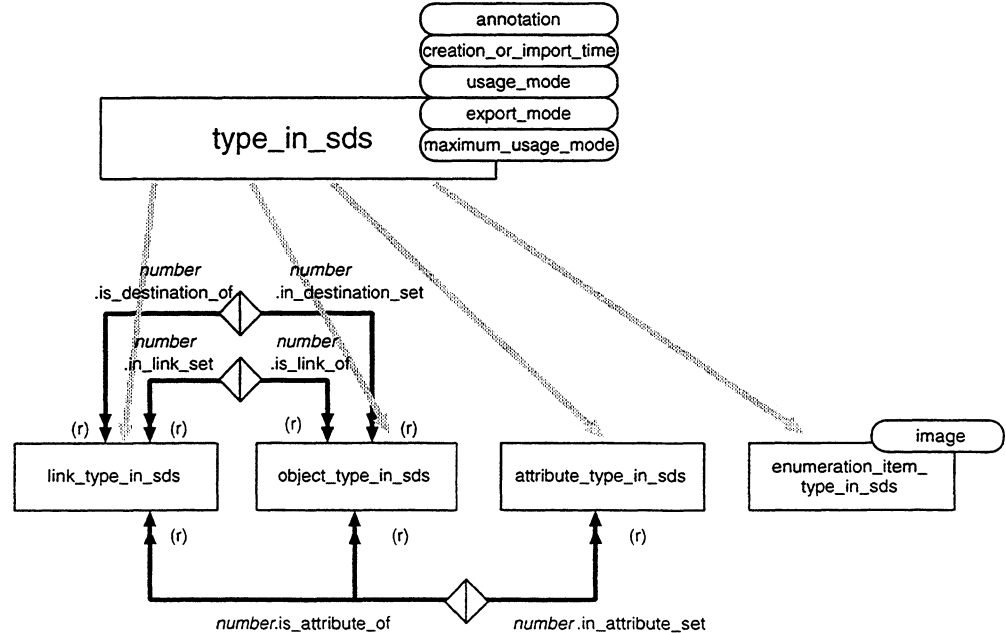 annotation
creation_or_import_time
usage_mode
export_mode
type_in_sds
maximum_usage_mode
number
.is_destination_of
number
.in_destination_set
number
.in_link_set
number
.is_link_of
(r)
(r)
(r)
(r)
image
link_type_in_sds
object_type_in_sds
attribute_type_in_sds
enumeration_item_
type_in_sds
(r)
(r)
(r)
number.is_attribute_of
number.in_attribute_set